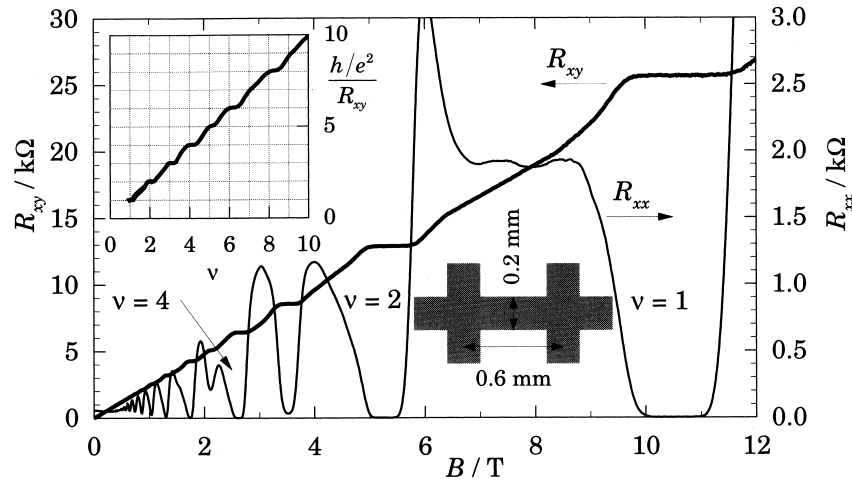 30
25
20
15
10
5
0
R_xy / kΩ
3.0
2.5
2.0
1.5
1.0
0.5
0.0
R_xx / kΩ
0 2 4 6 8 10 12
B / T
10
5
0
h/e²
R_xy
0 2 4 6 8 10
ν
R_xy
R_xx
ν = 4
ν = 2
ν = 1
0.2 mm
0.6 mm